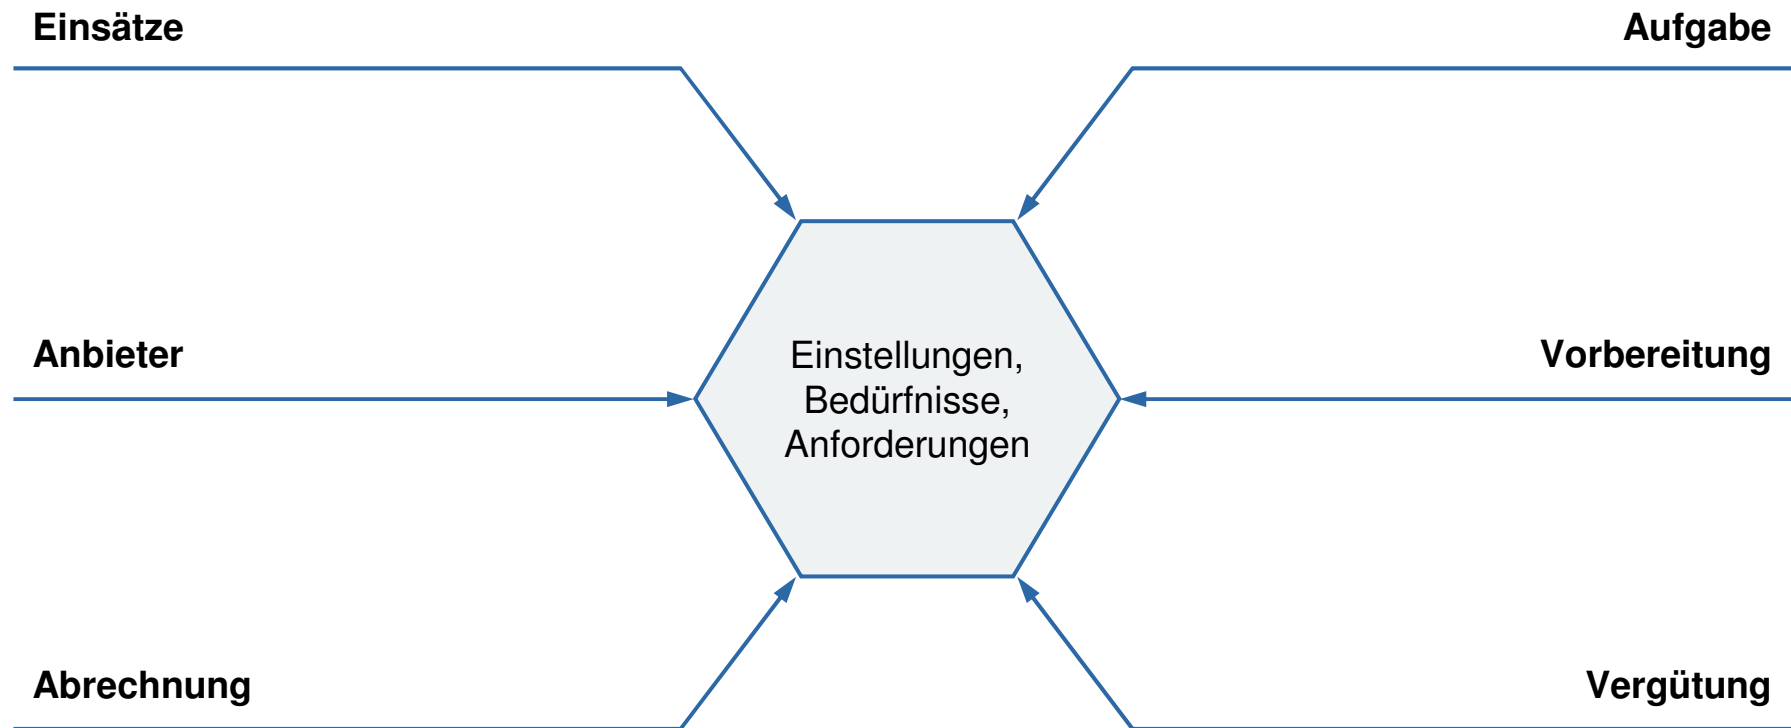 Einsätze
Aufgabe
Anbieter
Vorbereitung
Einstellungen,
Bedürfnisse,
Anforderungen
Abrechnung
Vergütung